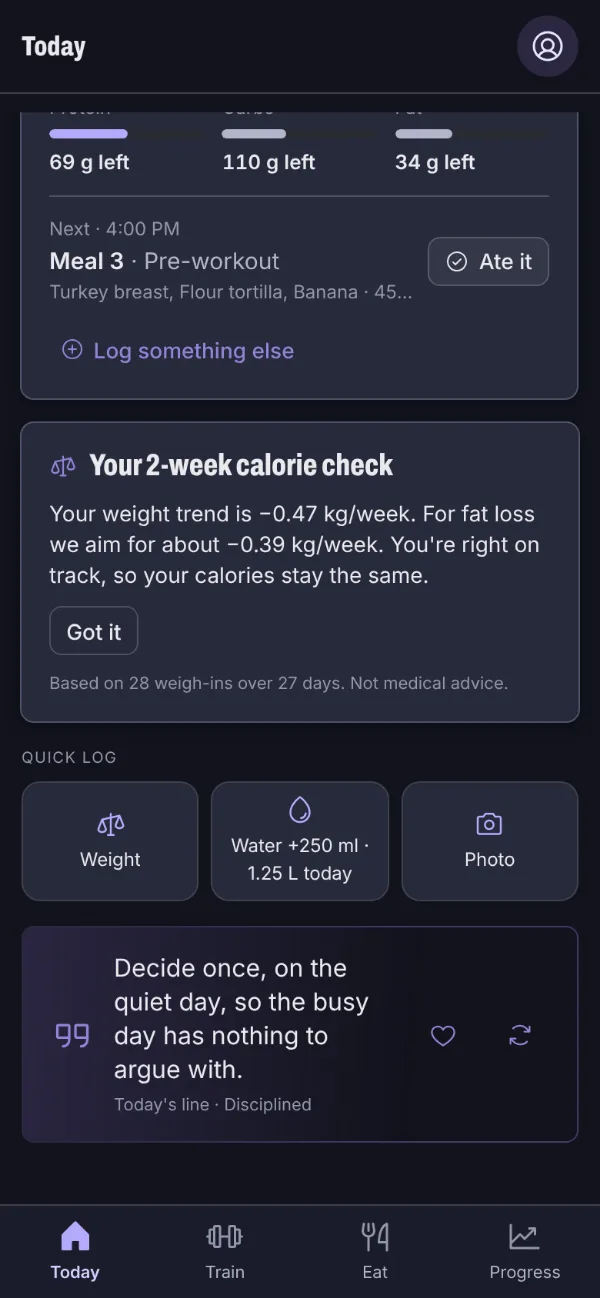 Today
69 g left
110 g left
34 g left
Next · 4:00 PM
Meal 3 · Pre-workout
Turkey breast, Flour tortilla, Banana · 45...
Ate it
Log something else
Your 2-week calorie check
Your weight trend is −0.47 kg/week. For fat loss
we aim for about −0.39 kg/week. You're right on
track, so your calories stay the same.
Got it
Based on 28 weigh-ins over 27 days. Not medical advice.
QUICK LOG
Weight
Water +250 ml ·
1.25 L today
Photo
Decide once, on the
quiet day, so the busy
day has nothing to
argue with.
Today's line · Disciplined
Today
Train
Eat
Progress